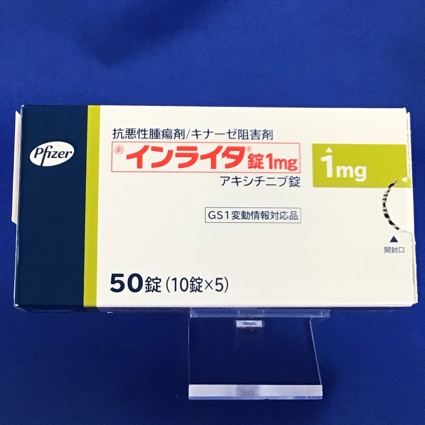 抗悪性腫瘍剤/キナーゼ阻害剤
Pfizer
インライタ錠1mg
1mg
アキシチニブ錠
GS1変動情報対応品
開封口
50錠(10錠×5)